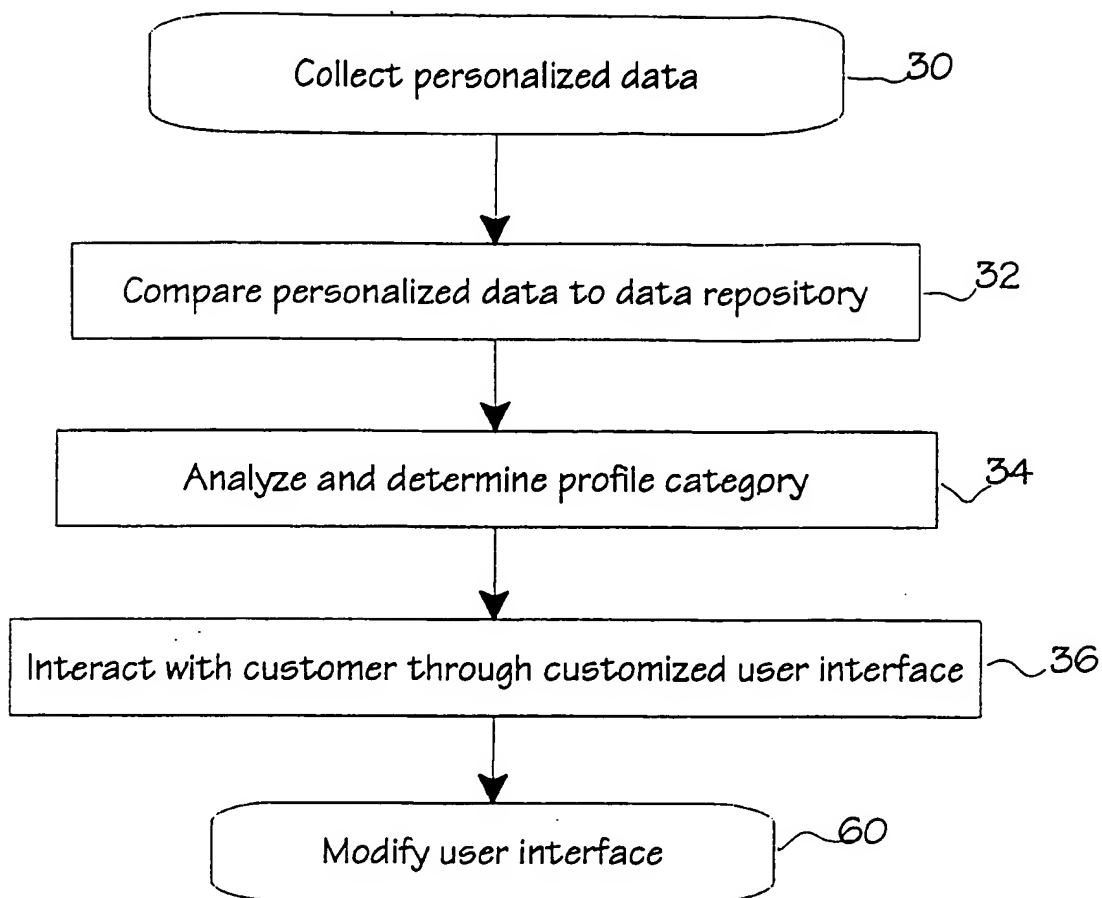 Collect personalized data
30
Compare personalized data to data repository
32
Analyze and determine profile category
34
Interact with customer through customized user interface
36
Modify user interface
60